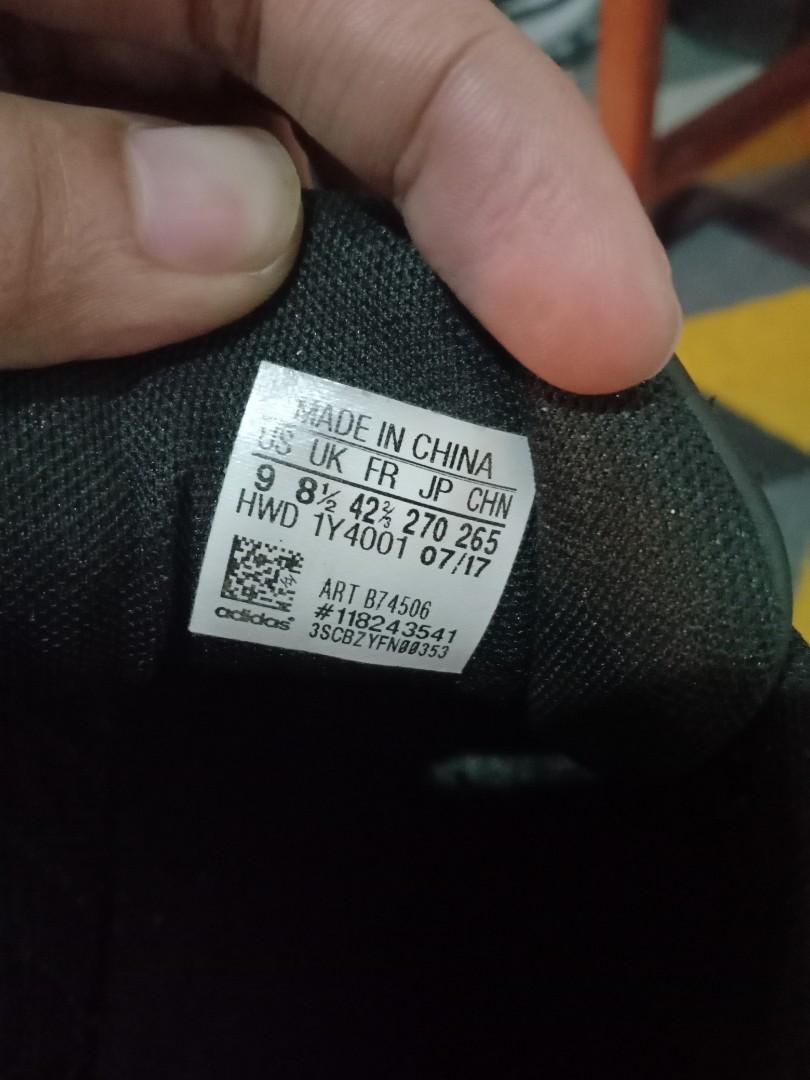 MADE IN CHINA
US UK FR JP CHN
9 8½ 42⅔ 270 265
HWD 1Y4001 07/17
ART B74506
#118243541
3SCBZYFN00353
adidas